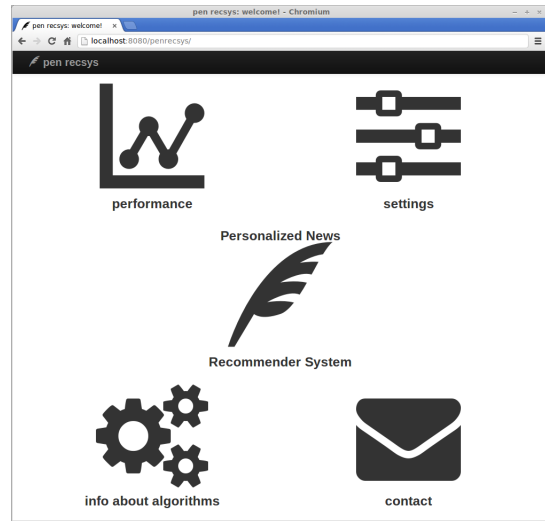 pen recsys: welcome! - Chromium
pen recsys: welcome!
localhost:8080/penrecsys/
pen recsys
performance
settings
Personalized News
Recommender System
info about algorithms
contact